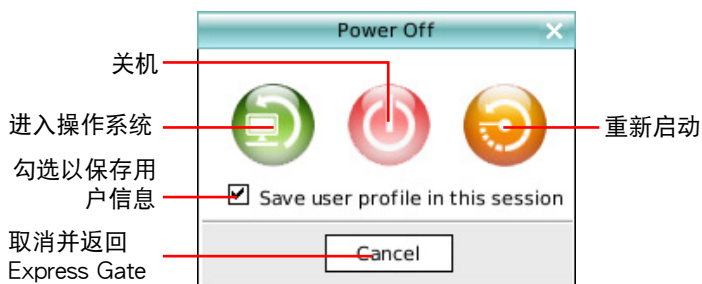 Power Off
关机
进入操作系统
重新启动
勾选以保存用
户信息
Save user profile in this session
取消并返回
Express Gate
Cancel